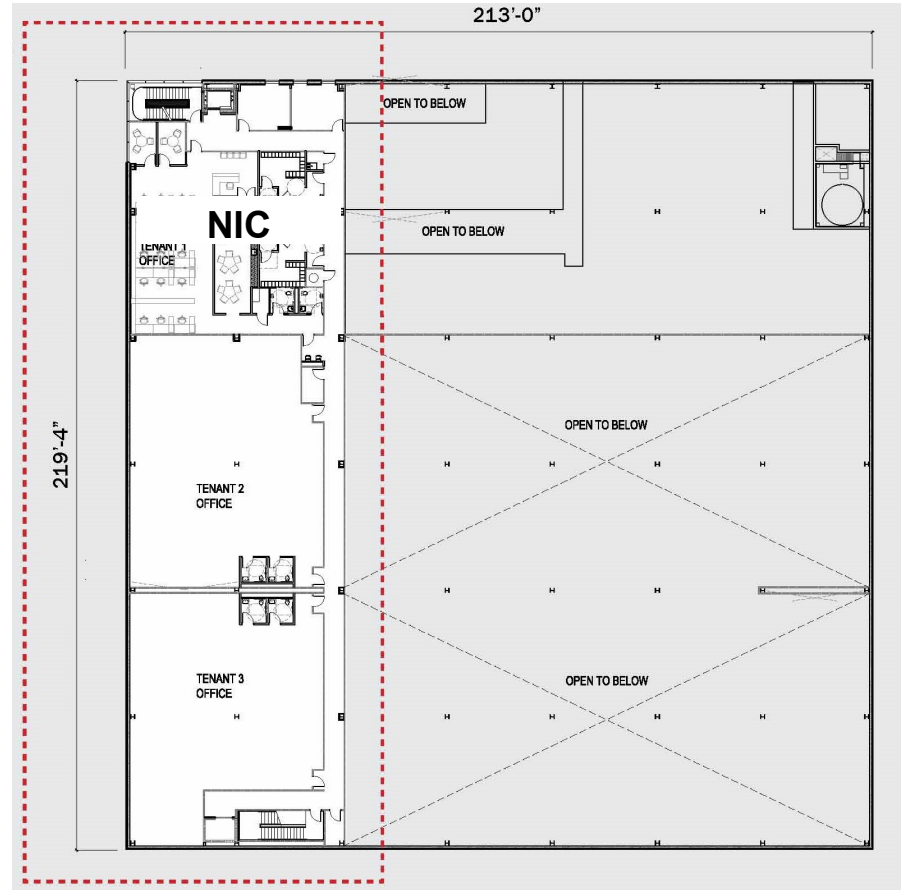 213’-0”
OPEN TO BELOW
NIC
OPEN TO BELOW
TENANT 1
OFFICE
219’-4”
OPEN TO BELOW
TENANT 2
OFFICE
TENANT 3
OFFICE
OPEN TO BELOW